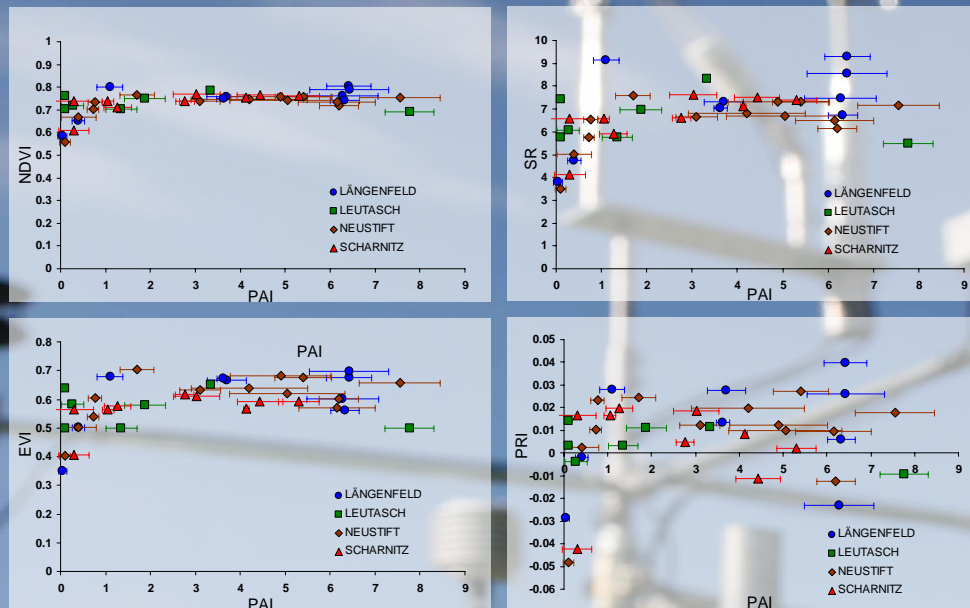 1
0.9
0.8
0.7
0.6
0.5
0.4
0.3
0.2
0.1
0
NDVI
0 1 2 3 4 5 6 7 8 9
PAI
LÄNGENFELD
LEUTASCH
NEUSTIFT
SCHARNITZ
10
9
8
7
6
5
4
3
2
1
0
SR
0 1 2 3 4 5 6 7 8 9
PAI
LÄNGENFELD
LEUTASCH
NEUSTIFT
SCHARNITZ
PAI
0.8
0.7
0.6
0.5
0.4
0.3
0.2
0.1
0
EVI
0 1 2 3 4 5 6 7 8 9
PAI
LÄNGENFELD
LEUTASCH
NEUSTIFT
SCHARNITZ
0.05
0.04
0.03
0.02
0.01
0
-0.01
-0.02
-0.03
-0.04
-0.05
-0.06
PRI
0 1 2 3 4 5 6 7 8 9
LÄNGENFELD
LEUTASCH
NEUSTIFT
SCHARNITZ
PAI